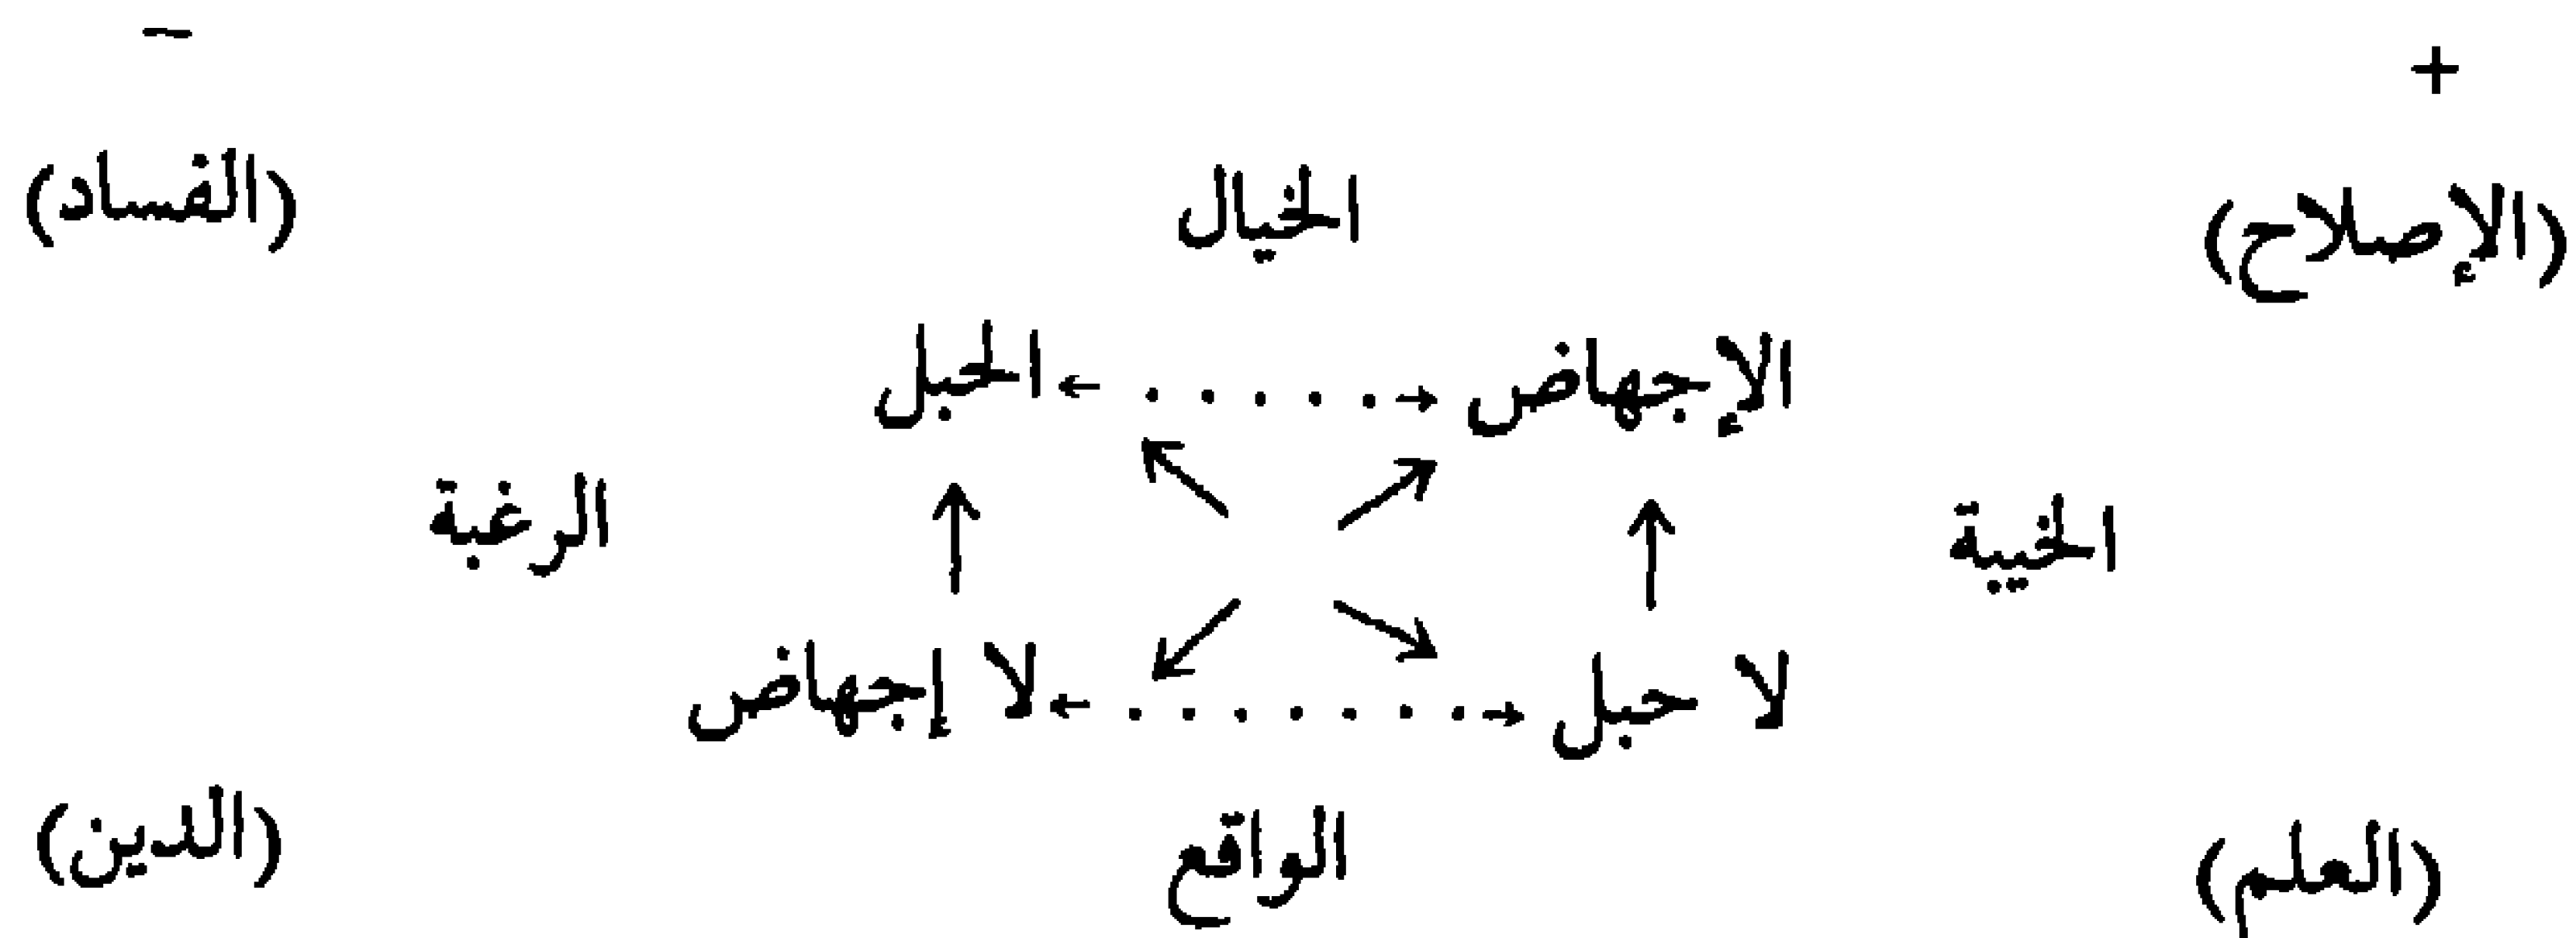 + −
(الإصلاح) الخيال (الفساد)
الإجهاض الحبل
الخيبة الرغبة
لا حبل لا إجهاض
(العلم) الواقع (الدين)